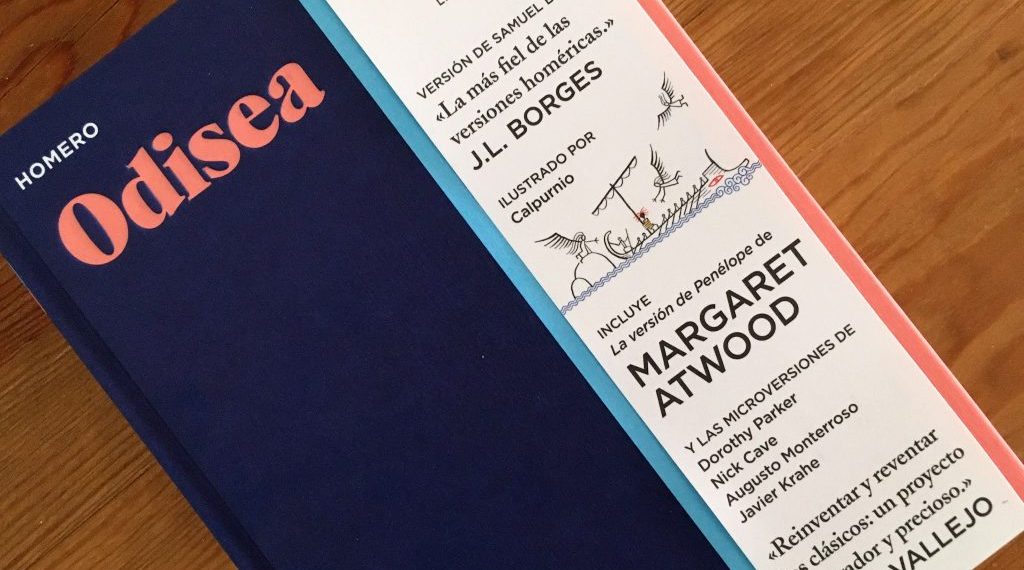 HOMERO
Odisea
VERSIÓN DE SAMUEL
«La más fiel de las
versiones homéricas.»
J.L. BORGES
ILUSTRADO POR
Calpurnio
INCLUYE
La versión de Penélope de
MARGARET
ATWOOD
Y LAS MICROVERSIONES DE
Dorothy Parker
Nick Cave
Augusto Monterroso
Javier Krahe
«Reinventar y reventar
clásicos: un proyecto
y precioso.»
VALLEJO